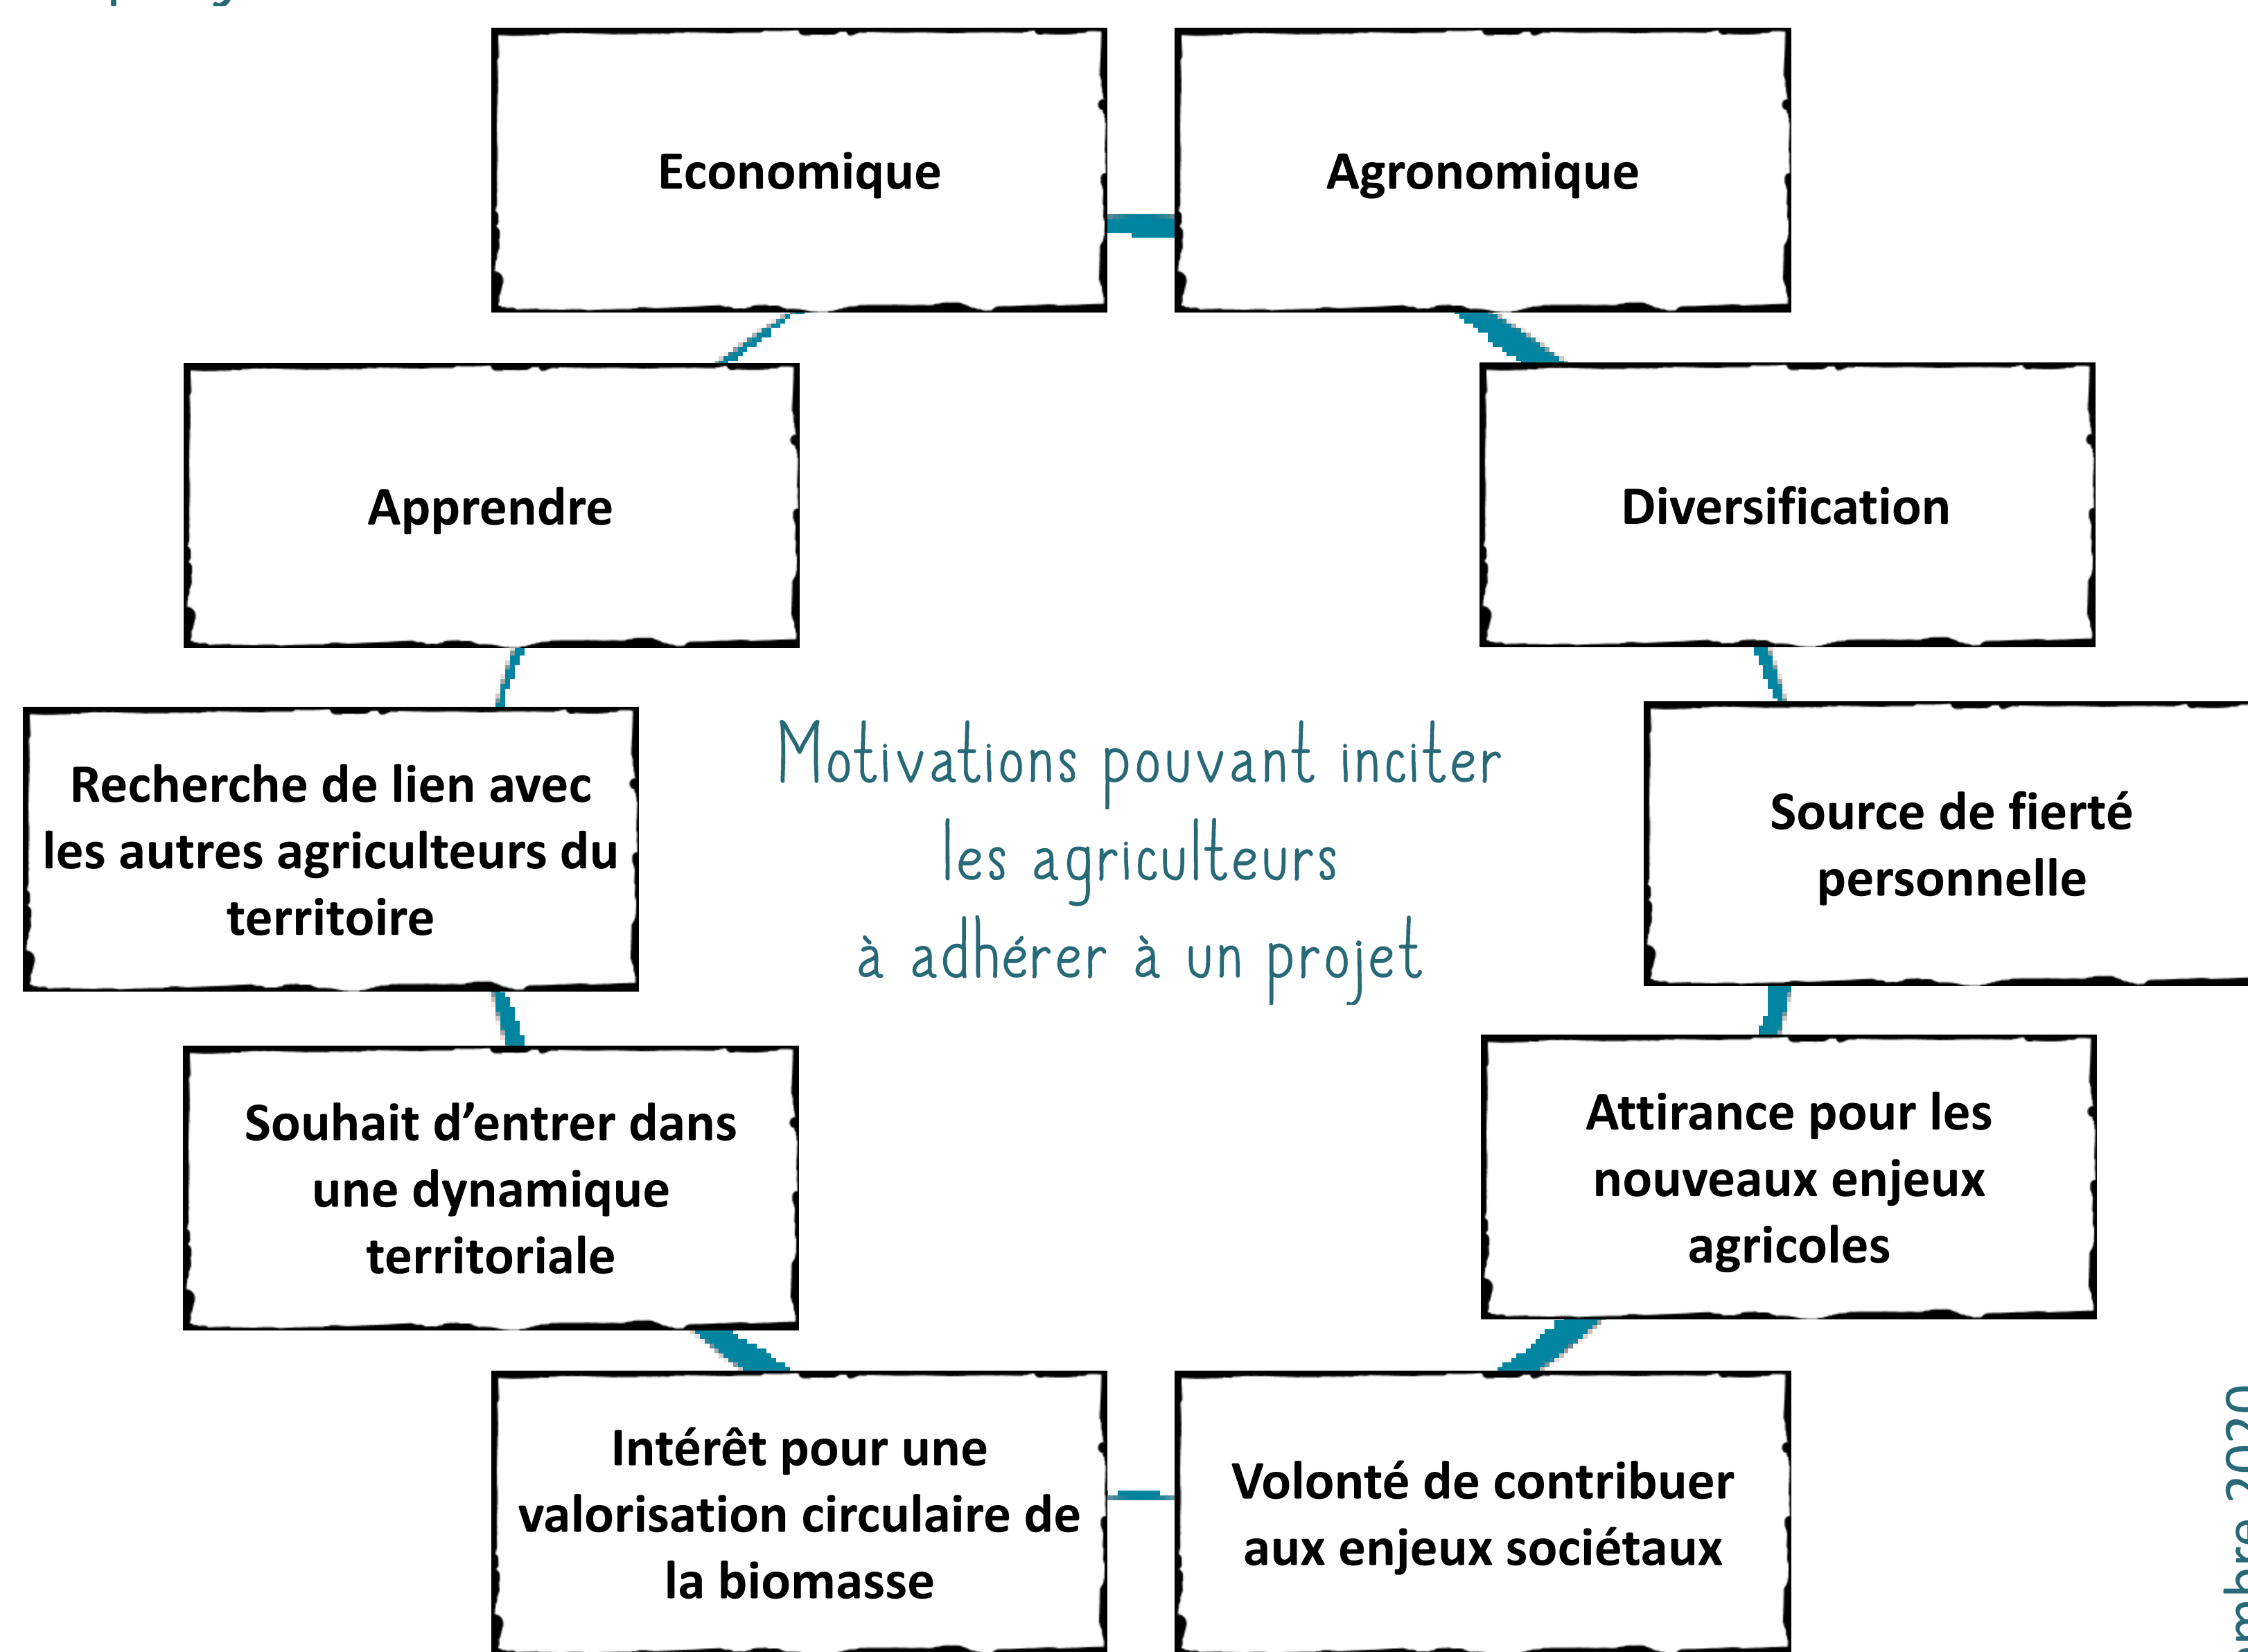 Economique
Agronomique
Apprendre
Diversification
Recherche de lien avec
les autres agriculteurs du
territoire
Motivations pouvant inciter
les agriculteurs
à adhérer à un projet
Source de fierté
personnelle
Souhait d’entrer dans
une dynamique
territoriale
Attirance pour les
nouveaux enjeux
agricoles
Intérêt pour une
valorisation circulaire de
la biomasse
Volonté de contribuer
aux enjeux sociétaux
2020